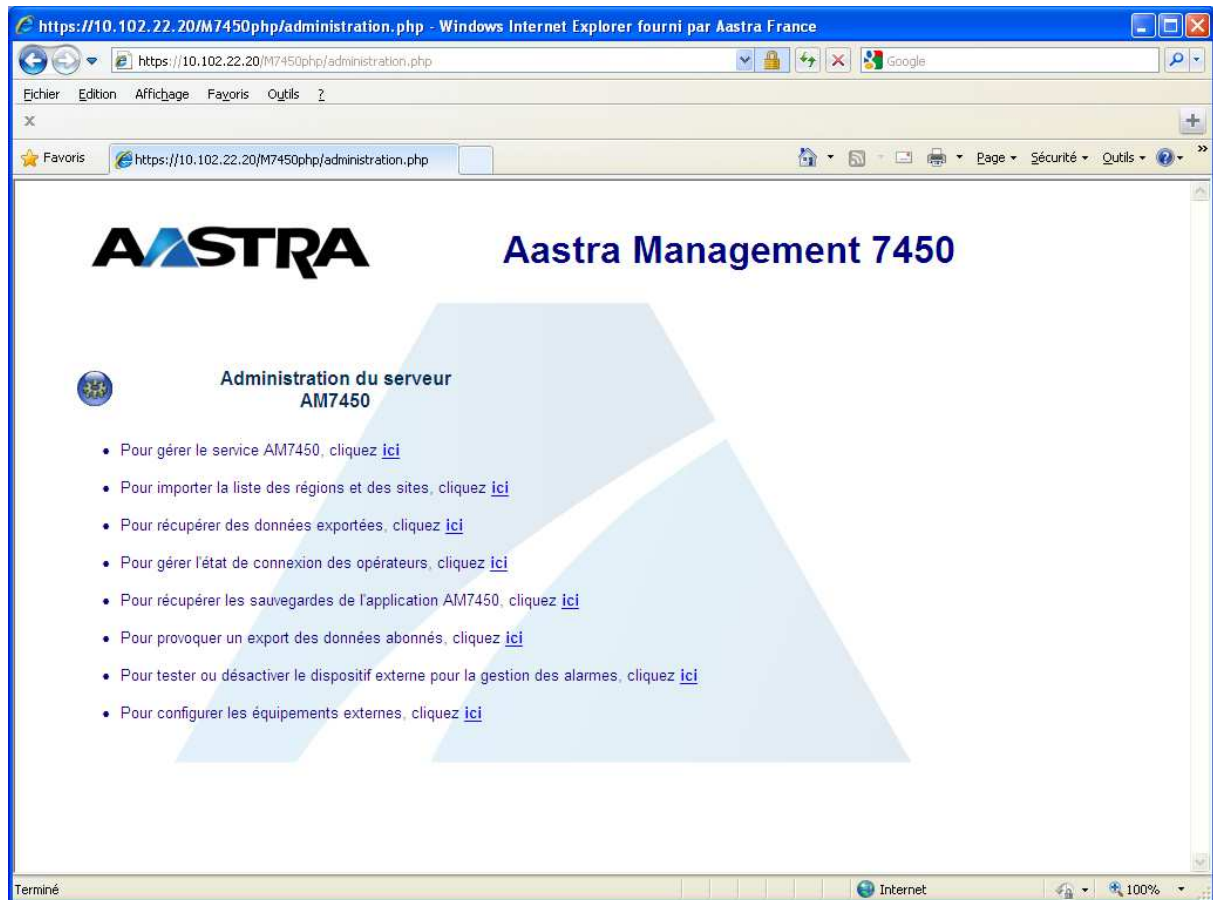 https://10.102.22.20/M7450php/administration.php - Windows Internet Explorer fourni par Aastra France
https://10.102.22.20/M7450php/administration.php
Google
Fichier Edition Affichage Favoris Outils ?
x
Favoris https://10.102.22.20/M7450php/administration.php Page Sécurité Outils
AASTRA
Aastra Management 7450
Administration du serveur
AM7450
• Pour gérer le service AM7450, cliquez ici
• Pour importer la liste des régions et des sites, cliquez ici
• Pour récupérer des données exportées, cliquez ici
• Pour gérer l'état de connexion des opérateurs, cliquez ici
• Pour récupérer les sauvegardes de l'application AM7450, cliquez ici
• Pour provoquer un export des données abonnés, cliquez ici
• Pour tester ou désactiver le dispositif externe pour la gestion des alarmes, cliquez ici
• Pour configurer les équipements externes, cliquez ici
Terminé Internet 100%